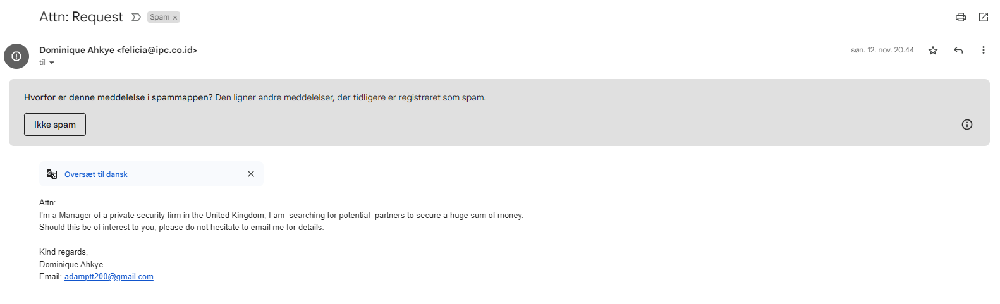 Attn: Request
Spam ×
Dominique Ahkye <felicia@ipc.co.id>
søn. 12. nov. 20.44
til
Hvorfor er denne meddelelse i spammappen? Den ligner andre meddelelser, der tidligere er registreret som spam.
Ikke spam
Oversæt til dansk
Attn:
I'm a Manager of a private security firm in the United Kingdom, I am  searching for potential  partners to secure a huge sum of money.
Should this be of interest to you, please do not hesitate to email me for details.
Kind regards,
Dominique Ahkye
Email: adamptt200@gmail.com